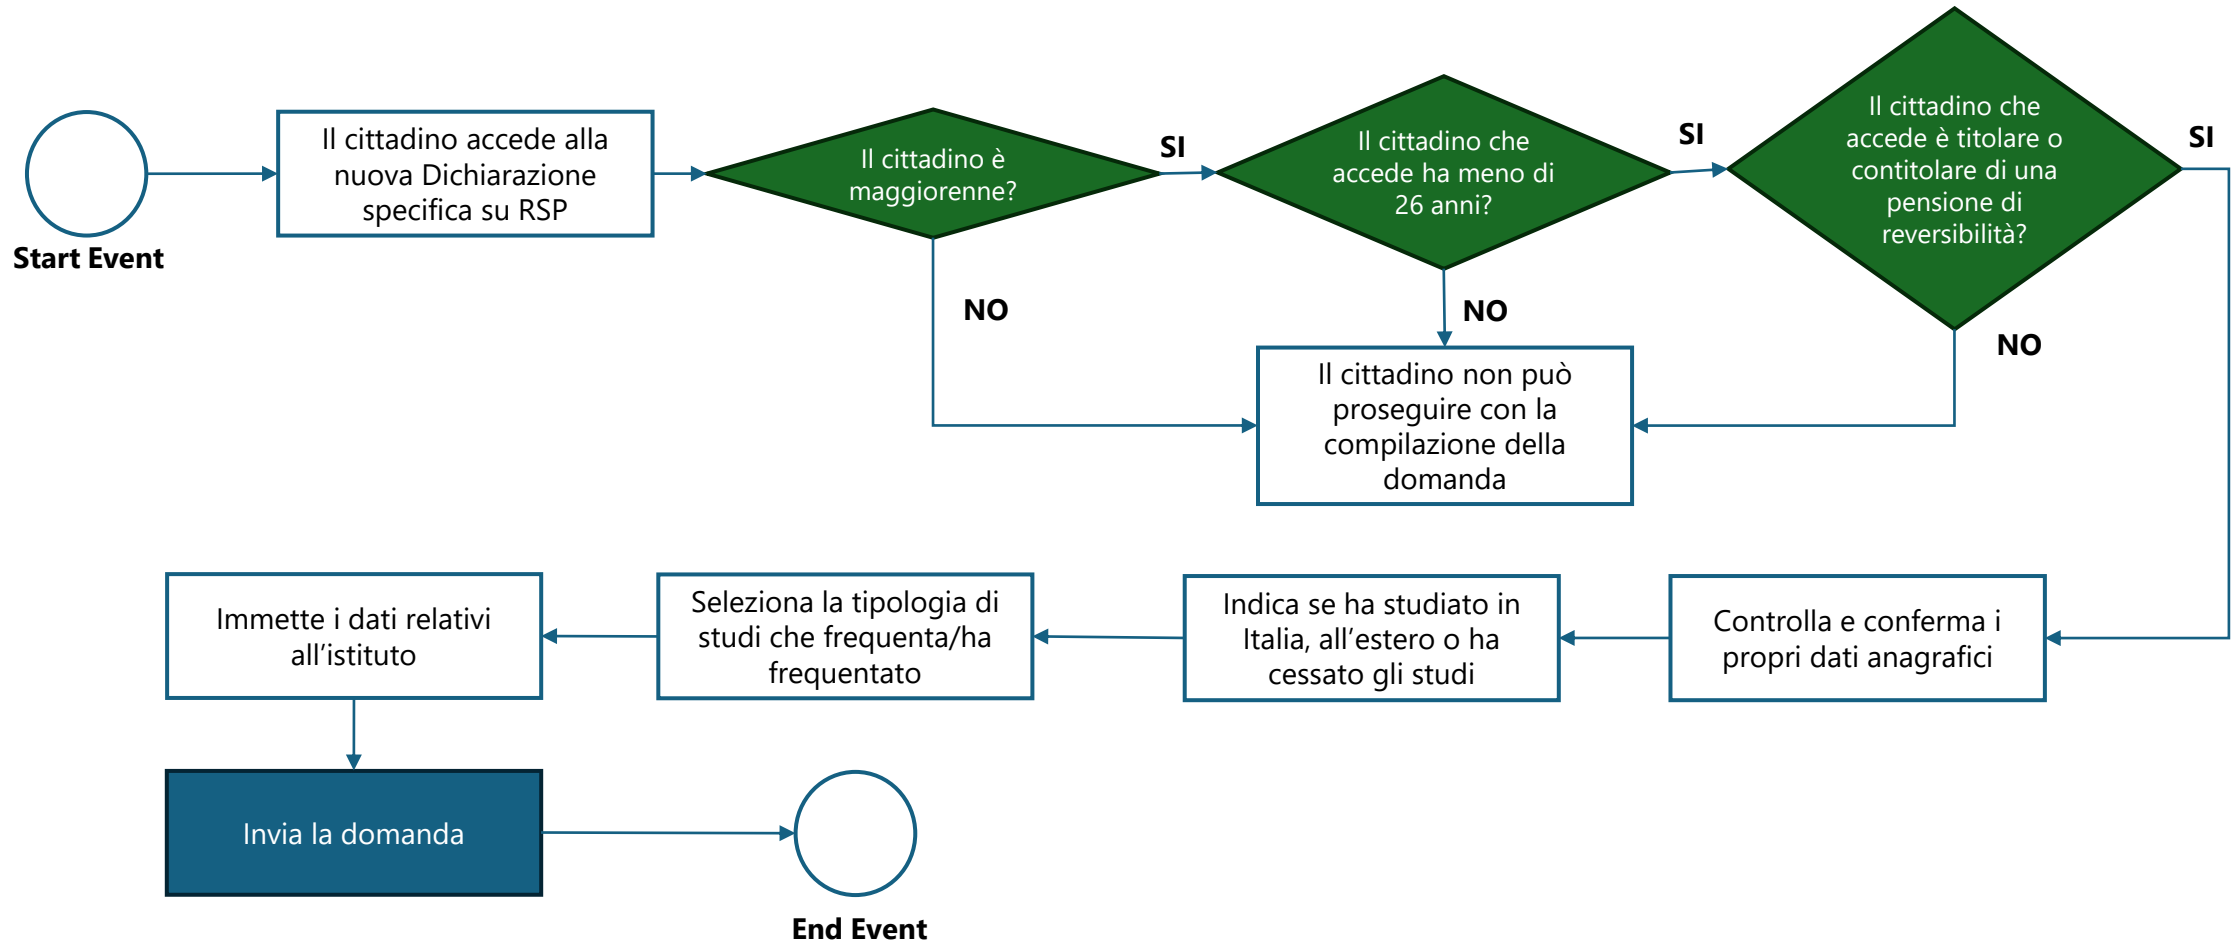 Start Event
Il cittadino accede alla
nuova Dichiarazione
specifica su RSP
Il cittadino è
maggiorenne?
SI
NO
Il cittadino che
accede ha meno di
26 anni?
SI
NO
Il cittadino che
accede è titolare o
contitolare di una
pensione di
reversibilità?
SI
NO
Il cittadino non può
proseguire con la
compilazione della
domanda
Controlla e conferma i
propri dati anagrafici
Indica se ha studiato in
Italia, all’estero o ha
cessato gli studi
Seleziona la tipologia di
studi che frequenta/ha
frequentato
Immette i dati relativi
all’istituto
Invia la domanda
End Event